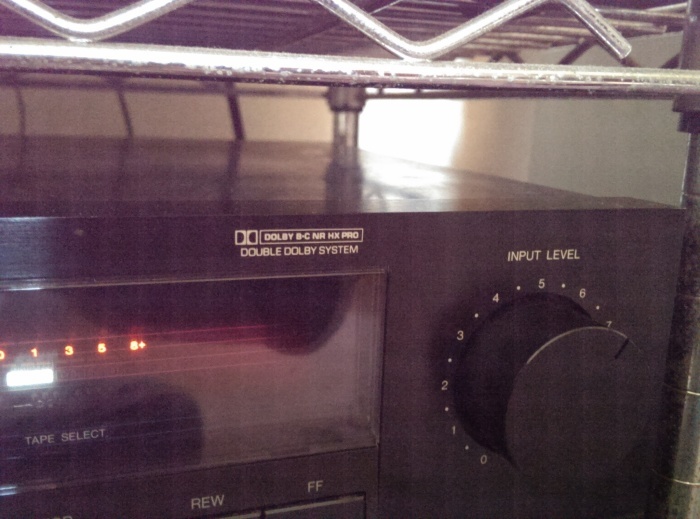 DOLBY B-C NR HX PRO
DOUBLE DOLBY SYSTEM
INPUT LEVEL
0 1 2 3 4 5 6 7
0 1 3 5 8+
TAPE SELECT
REW
FF